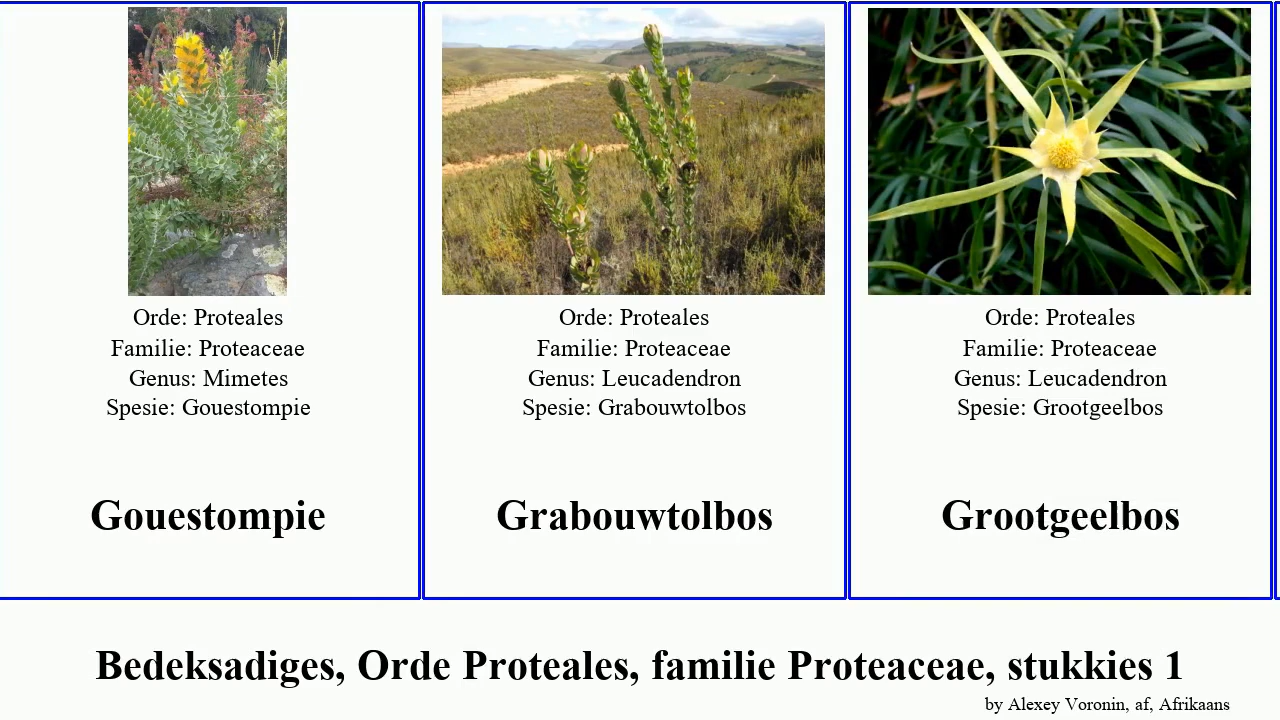 Orde: Proteales
Familie: Proteaceae
Genus: Mimetes
Spesie: Gouestompie
Gouestompie
Orde: Proteales
Familie: Proteaceae
Genus: Leucadendron
Spesie: Grabouwtolbos
Grabouwtolbos
Orde: Proteales
Familie: Proteaceae
Genus: Leucadendron
Spesie: Grootgeelbos
Grootgeelbos
Bedeksadiges, Orde Proteales, familie Proteaceae, stukkies 1
by Alexey Voronin, af, Afrikaans